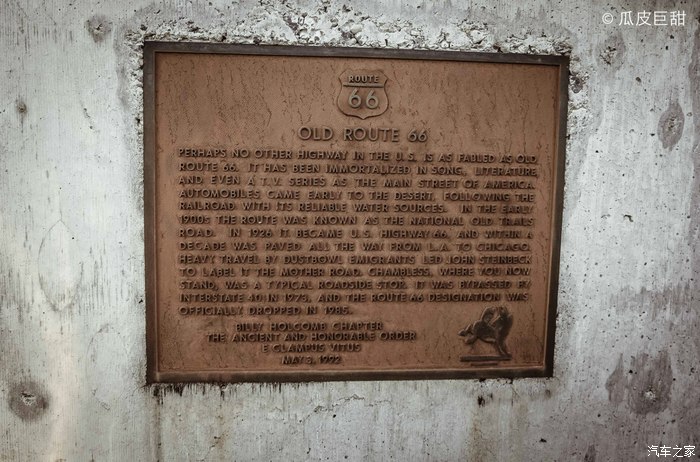 © 瓜皮巨甜
ROUTE
66
OLD ROUTE 66
PERHAPS NO OTHER HIGHWAY IN THE U.S. IS AS FABLED AS OLD
ROUTE 66. IT HAS BEEN IMMORTALIZED IN SONG, LITERATURE,
AND EVEN A T.V. SERIES AS THE MAIN STREET OF AMERICA.
AUTOMOBILES CAME EARLY TO THE DESERT, FOLLOWING THE
RAILROAD WITH ITS RELIABLE WATER SOURCES. IN THE EARLY
1900s THE ROUTE WAS KNOWN AS THE NATIONAL OLD TRAILS
ROAD. IN 1926 IT BECAME U.S. HIGHWAY 66, AND WITHIN A
DECADE WAS PAVED ALL THE WAY FROM L.A. TO CHICAGO.
HEAVY TRAVEL BY DUSTBOWL EMIGRANTS LED JOHN STEINBECK
TO LABEL IT THE MOTHER ROAD. CHAMBLESS, WHERE YOU NOW
STAND, WAS A TYPICAL ROADSIDE STOP. IT WAS BYPASSED BY
INTERSTATE 40 IN 1973, AND THE ROUTE 66 DESIGNATION WAS
OFFICIALLY DROPPED IN 1985.
BILLY HOLCOMB CHAPTER
THE ANCIENT AND HONORABLE ORDER
E CLAMPUS VITUS
MAY 3, 1992
汽车之家